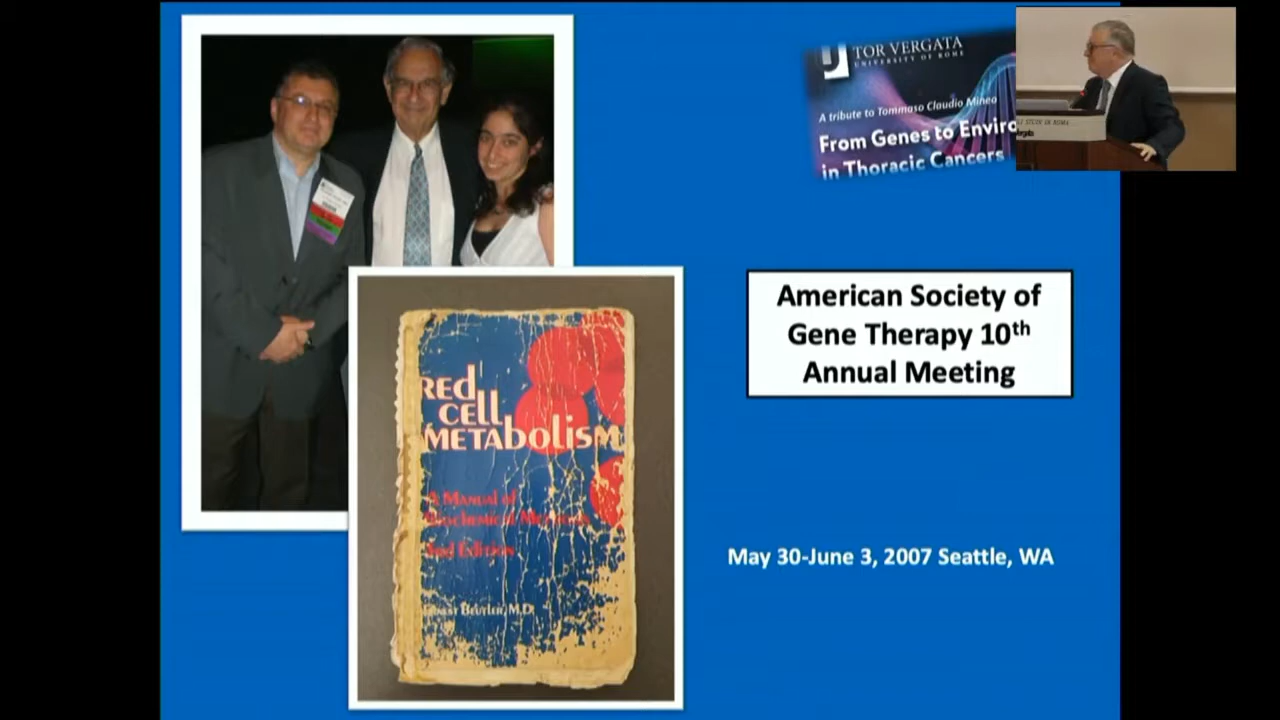 TOR VERGATA
UNIVERSITY OF ROME
A tribute to Tommaso Claudio Mineo
From Genes to Enviro
in Thoracic Cancers
American Society of
Gene Therapy 10th
Annual Meeting
RED
CELL
METABOLISM
A MANUAL of
2nd Edition
ERNEST BEUTLER, M.D.
May 30-June 3, 2007 Seattle, WA